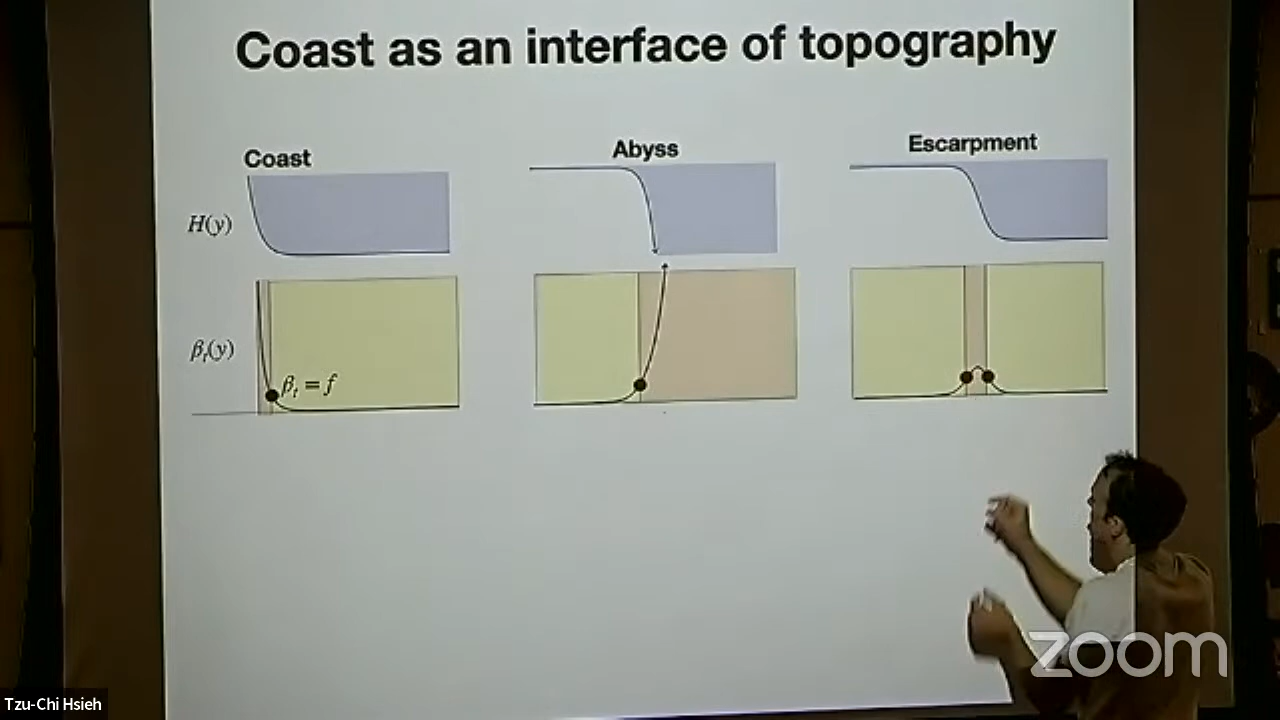 Coast as an interface of topography
Coast
Abyss
Escarpment
H(y)
βₜ(y)
βₜ = f
zoom
Tzu-Chi Hsieh